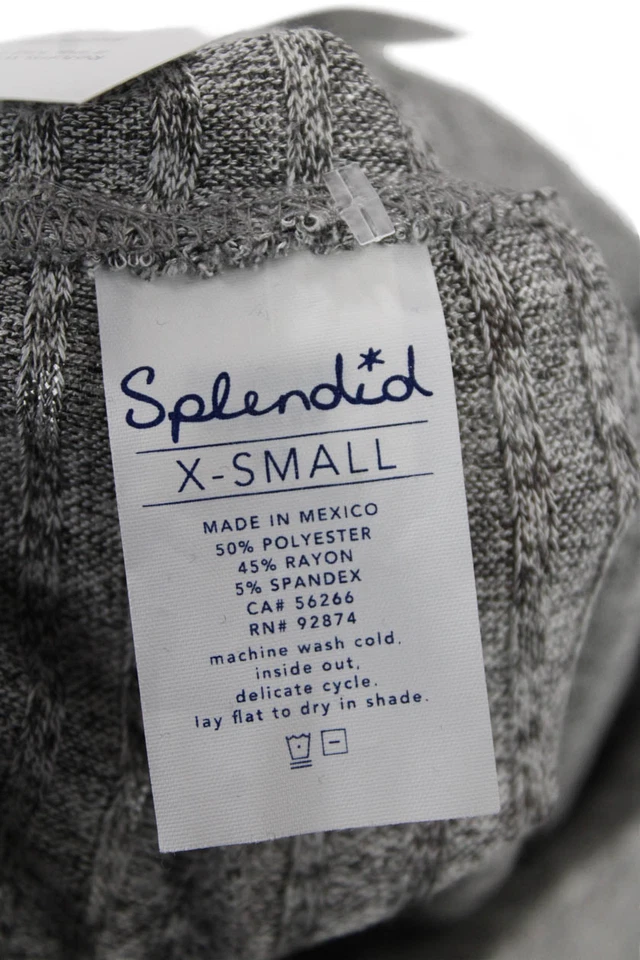 Splendid
X-SMALL
MADE IN MEXICO
50% POLYESTER
45% RAYON
5% SPANDEX
CA# 56266
RN# 92874
machine wash cold,
inside out,
delicate cycle.
lay flat to dry in shade.